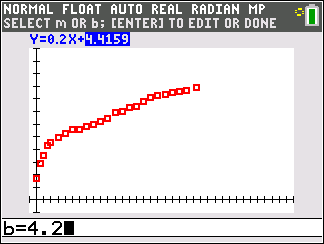 NORMAL FLOAT AUTO REAL RADIAN MP
SELECT m OR b; [ENTER] TO EDIT OR DONE
Y=0.2X+4.4159
b=4.2